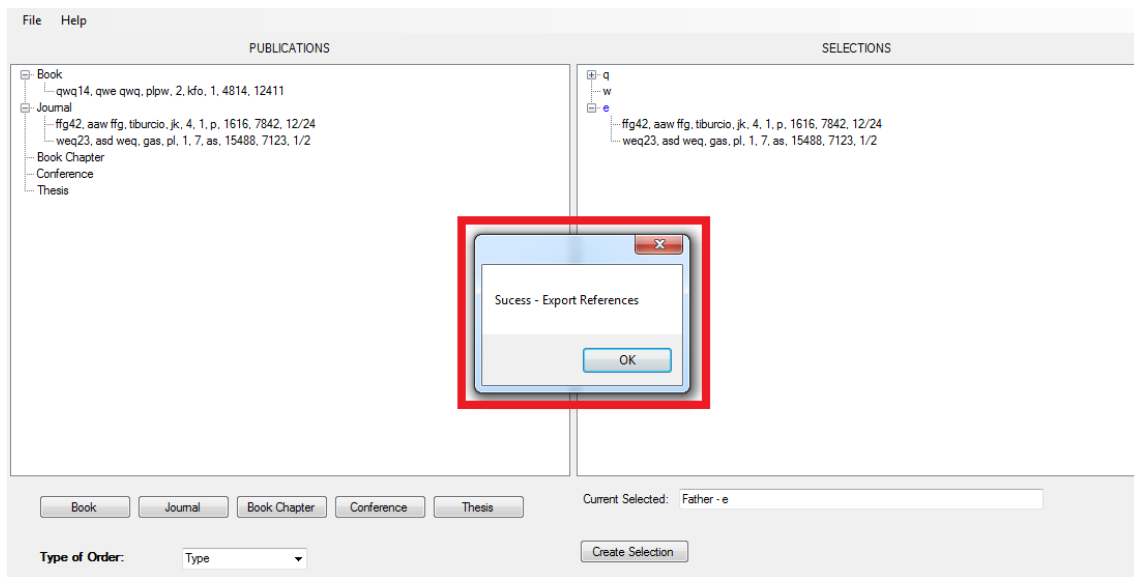 File Help
PUBLICATIONS
SELECTIONS
Book
qwq14, qwe qwq, plpw, 2, kfo, 1, 4814, 12411
Journal
ffg42, aaw ffg, tiburcio, jk, 4, 1, p, 1616, 7842, 12/24
weq23, asd weq, gas, pl, 1, 7, as, 15488, 7123, 1/2
Book Chapter
Conference
Thesis
q
w
e
ffg42, aaw ffg, tiburcio, jk, 4, 1, p, 1616, 7842, 12/24
weq23, asd weq, gas, pl, 1, 7, as, 15488, 7123, 1/2
Sucess - Export References
OK
Book Journal Book Chapter Conference Thesis
Current Selected: Father - e
Type of Order: Type
Create Selection